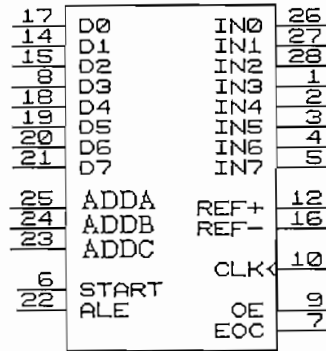 17 D0 IN0 26
14 D1 IN1 27
15 D2 IN2 28
8 D3 IN3 1
18 D4 IN4 2
19 D5 IN5 3
20 D6 IN6 4
21 D7 IN7 5
25 ADDA REF+ 12
24 ADDB REF- 16
23 ADDC
CLK 10
6 START
22 ALE OE 9
EOC 7